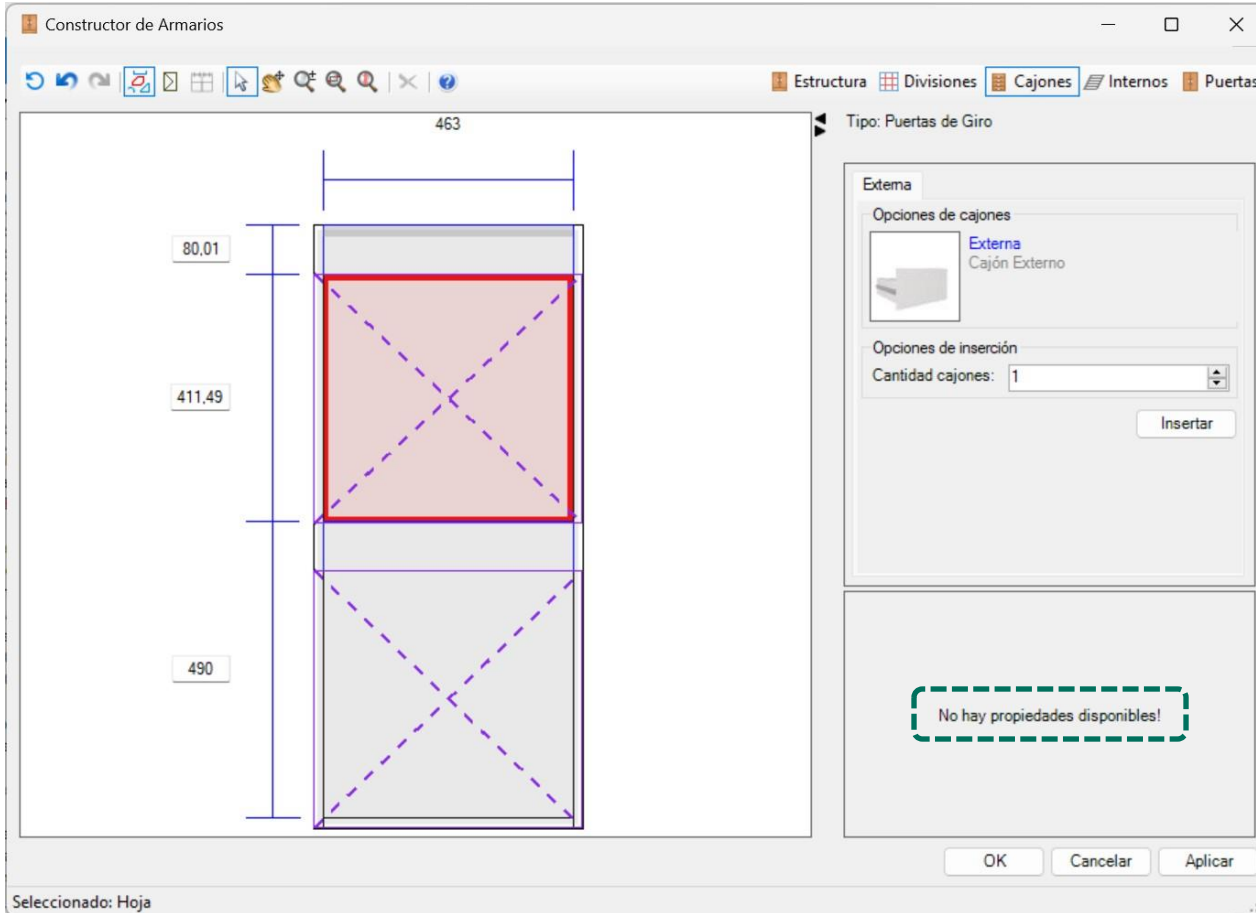 Constructor de Armarios
Estructura Divisiones Cajones Internos Puertas
463
Tipo: Puertas de Giro
Externa
Opciones de cajones
Externa
Cajón Externo
80,01
Opciones de inserción
Cantidad cajones: 1
411,49
Insertar
490
No hay propiedades disponibles!
OK Cancelar Aplicar
Seleccionado: Hoja